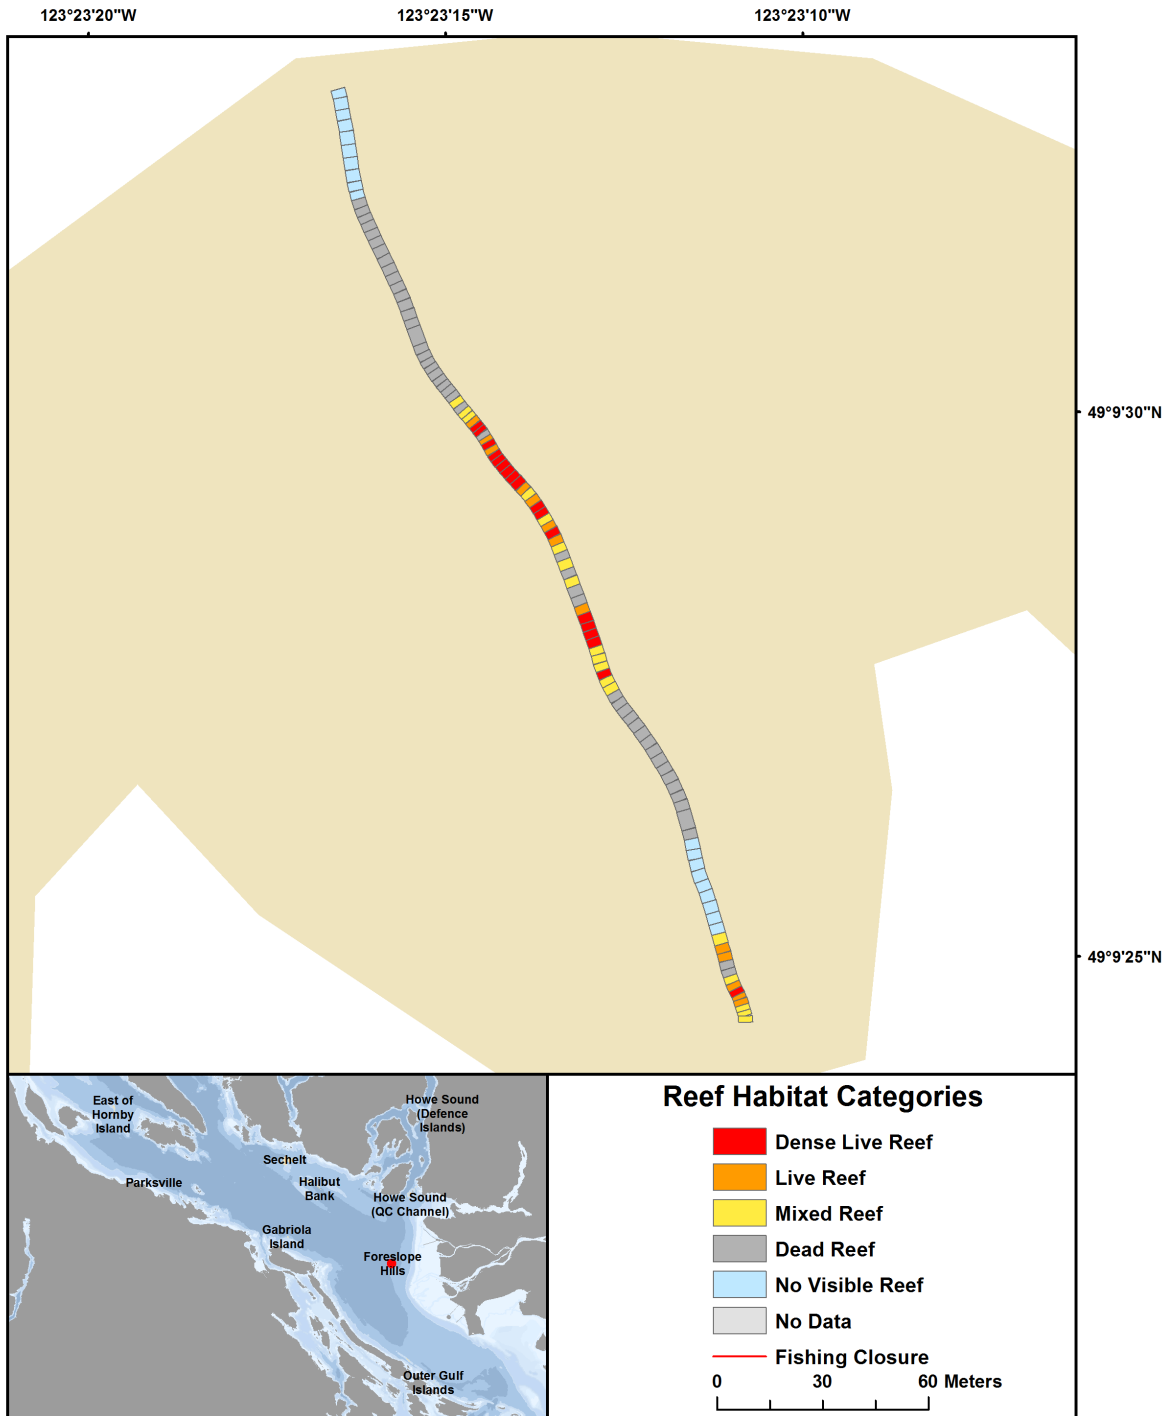 123°23'20"W 123°23'15"W 123°23'10"W
49°9'30"N
49°9'25"N
East of
Hornby
Island
Howe Sound
(Defence
Islands)
Sechelt
Parksville
Halibut
Bank
Howe Sound
(QC Channel)
Gabriola
Island
Foreslope
Hills
Outer Gulf
Islands
Reef Habitat Categories
Dense Live Reef
Live Reef
Mixed Reef
Dead Reef
No Visible Reef
No Data
Fishing Closure
0 30 60 Meters